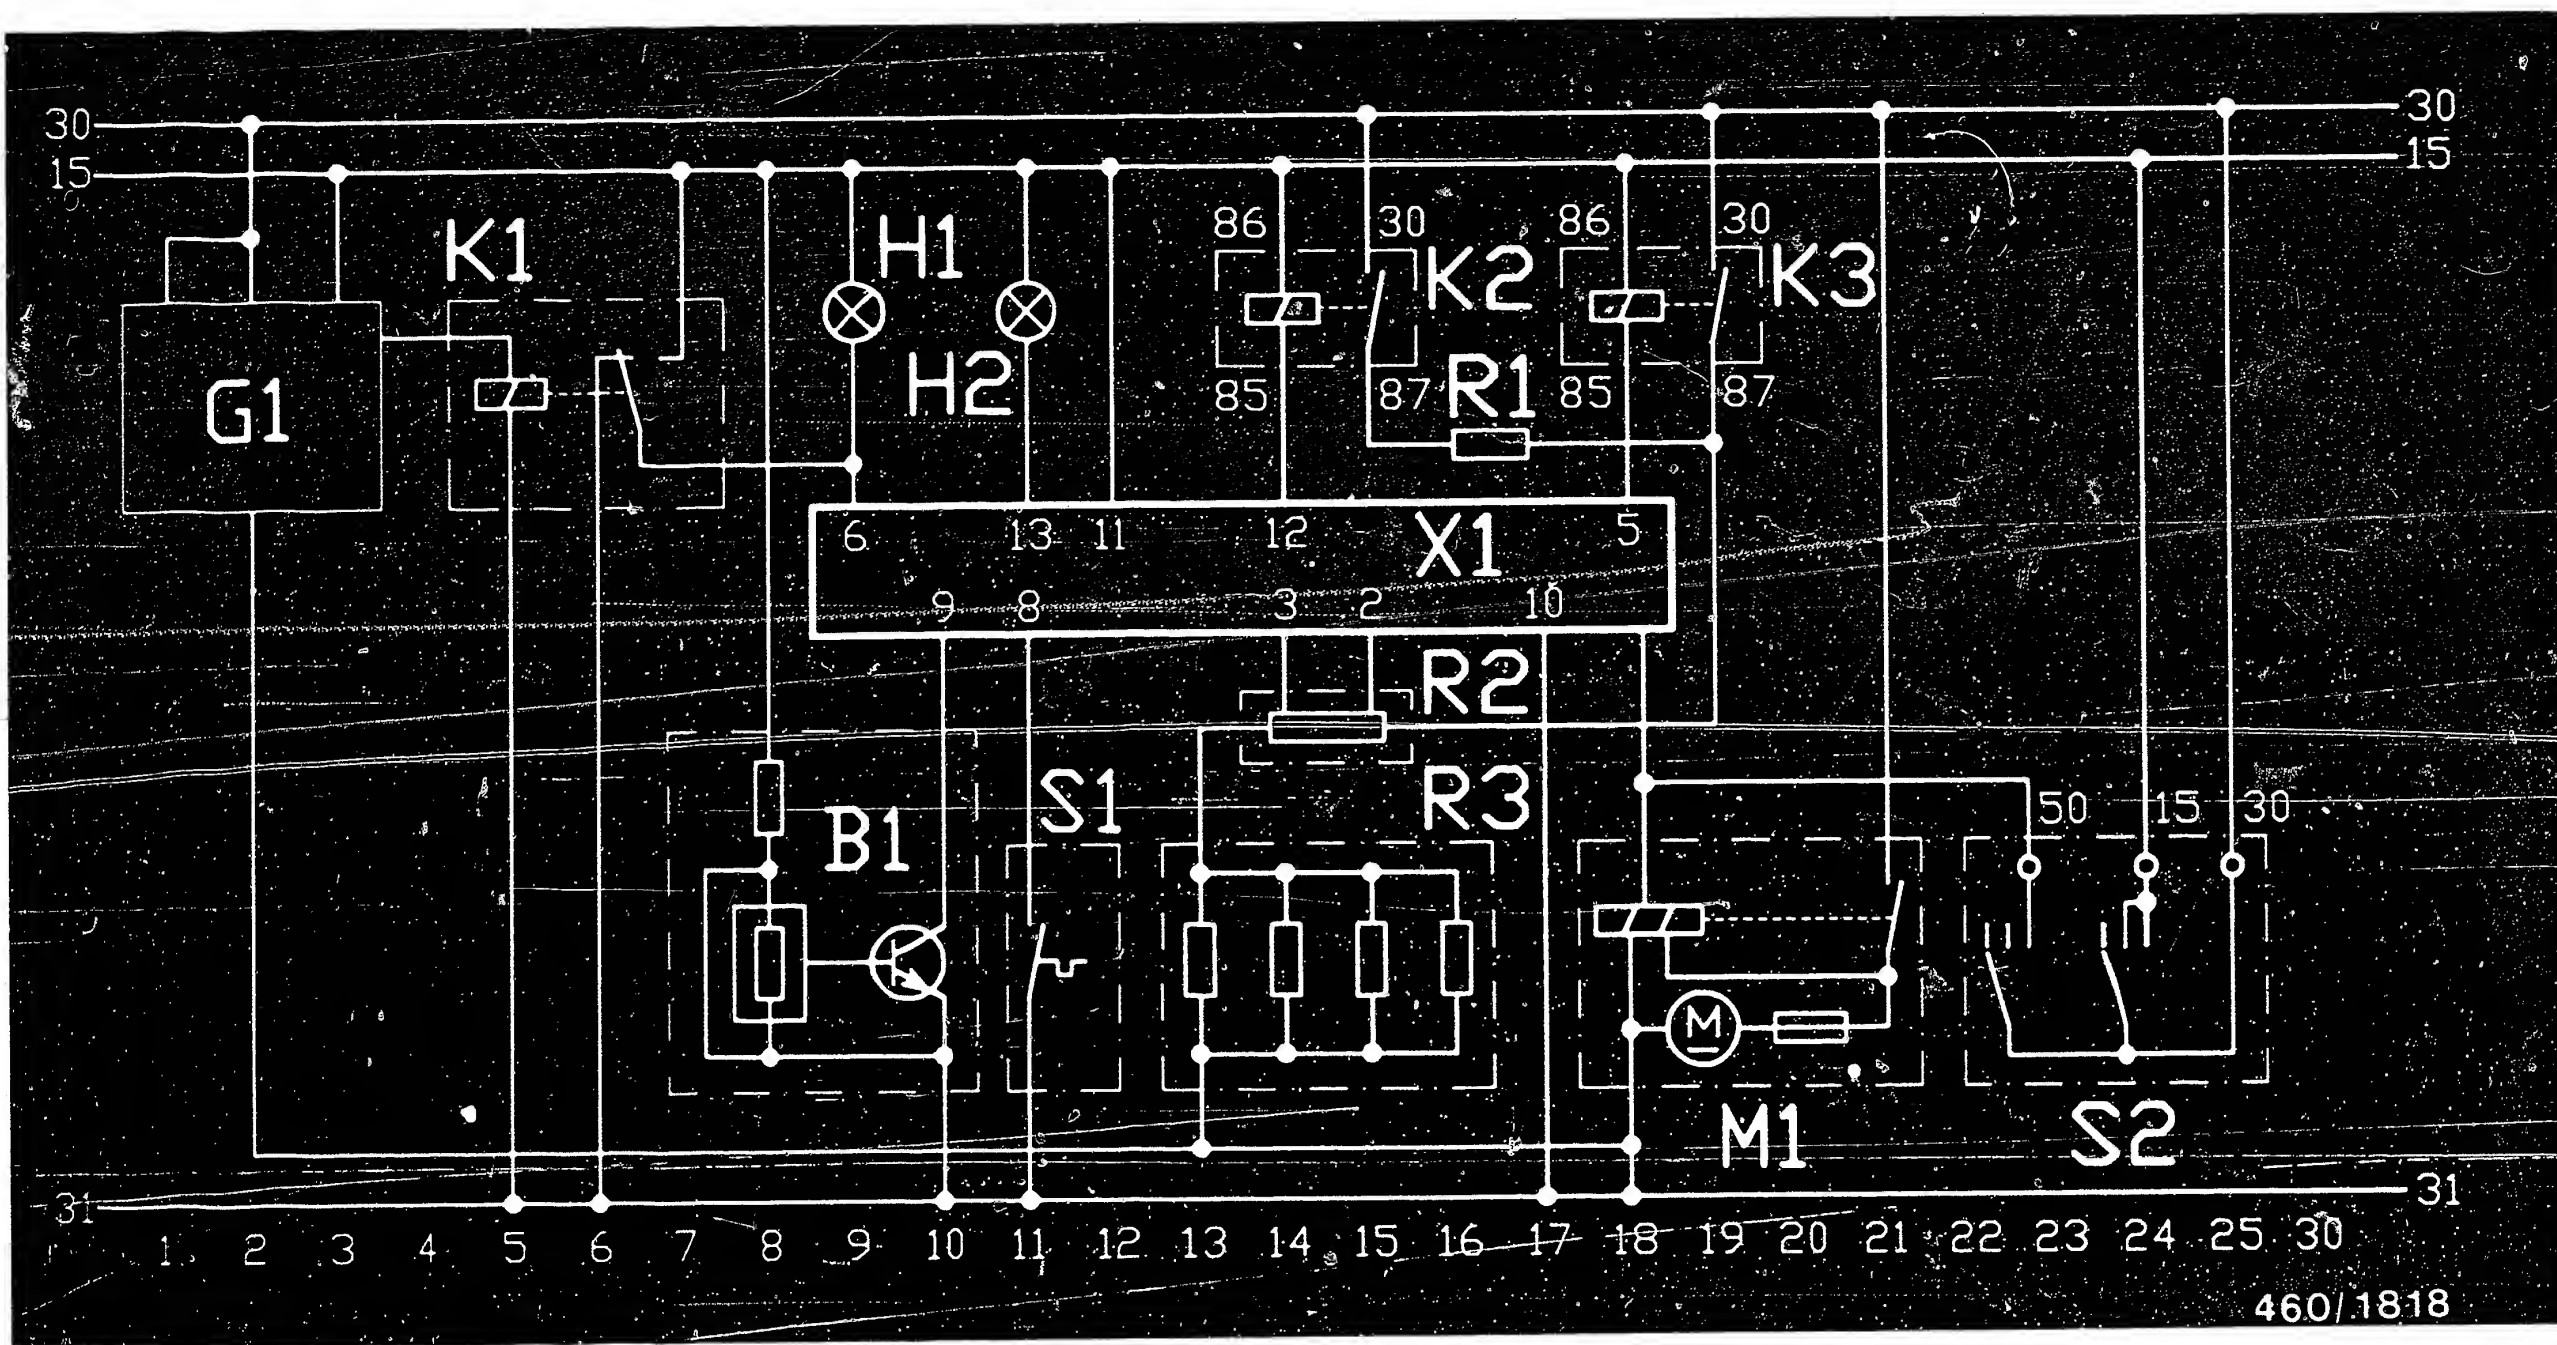 30 30
15 15
K1 H1 86 30 K2 86 30 K3
G1 H2 85 87 R1 85 87
6 13 11 12 X1 5
9 8 3 2 10
R2
B1 S1 R3 50 15 30
M
M1 S2
31 31
1 2 3 4 5 6 7 8 9 10 11 12 13 14 15 16 17 18 19 20 21 22 23 24 25 30
460/1818